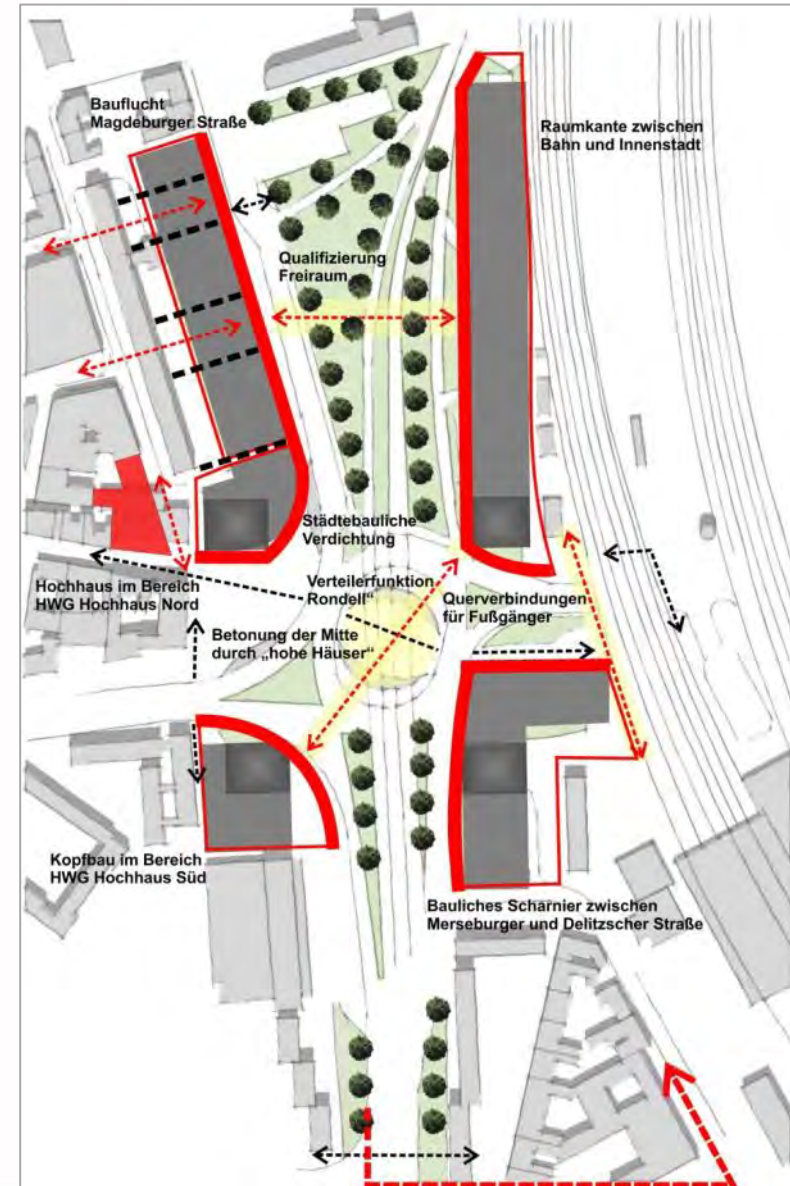 Bauflucht
Magdeburger Straße
Raumkante zwischen
Bahn und Innenstadt
Qualifizierung
Freiraum
Städtebauliche
Verdichtung
Hochhaus im Bereich
HWG Hochhaus Nord
Verteilerfunktion
Rondell“
Querverbindungen
für Fußgänger
Betonung der Mitte
durch „hohe Häuser“
Kopfbau im Bereich
HWG Hochhaus Süd
Bauliches Scharnier zwischen
Merseburger und Delitzscher Straße